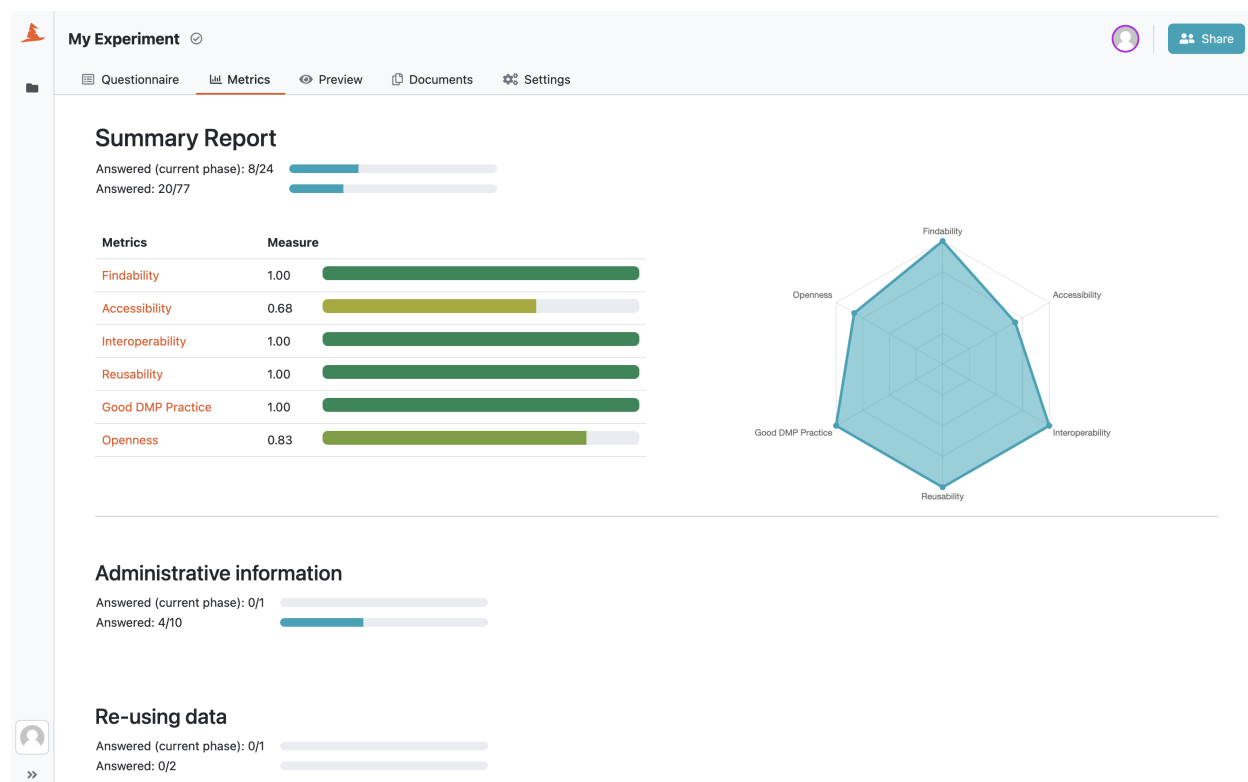 My Experiment
Share
Questionnaire
Metrics
Preview
Documents
Settings
Summary Report
Answered (current phase): 8/24
Answered: 20/77
Metrics Measure
Findability 1.00
Accessibility 0.68
Interoperability 1.00
Reusability 1.00
Good DMP Practice 1.00
Openness 0.83
Findability
Openness
Accessibility
Good DMP Practice
Interoperability
Reusability
Administrative information
Answered (current phase): 0/1
Answered: 4/10
Re-using data
Answered (current phase): 0/1
Answered: 0/2